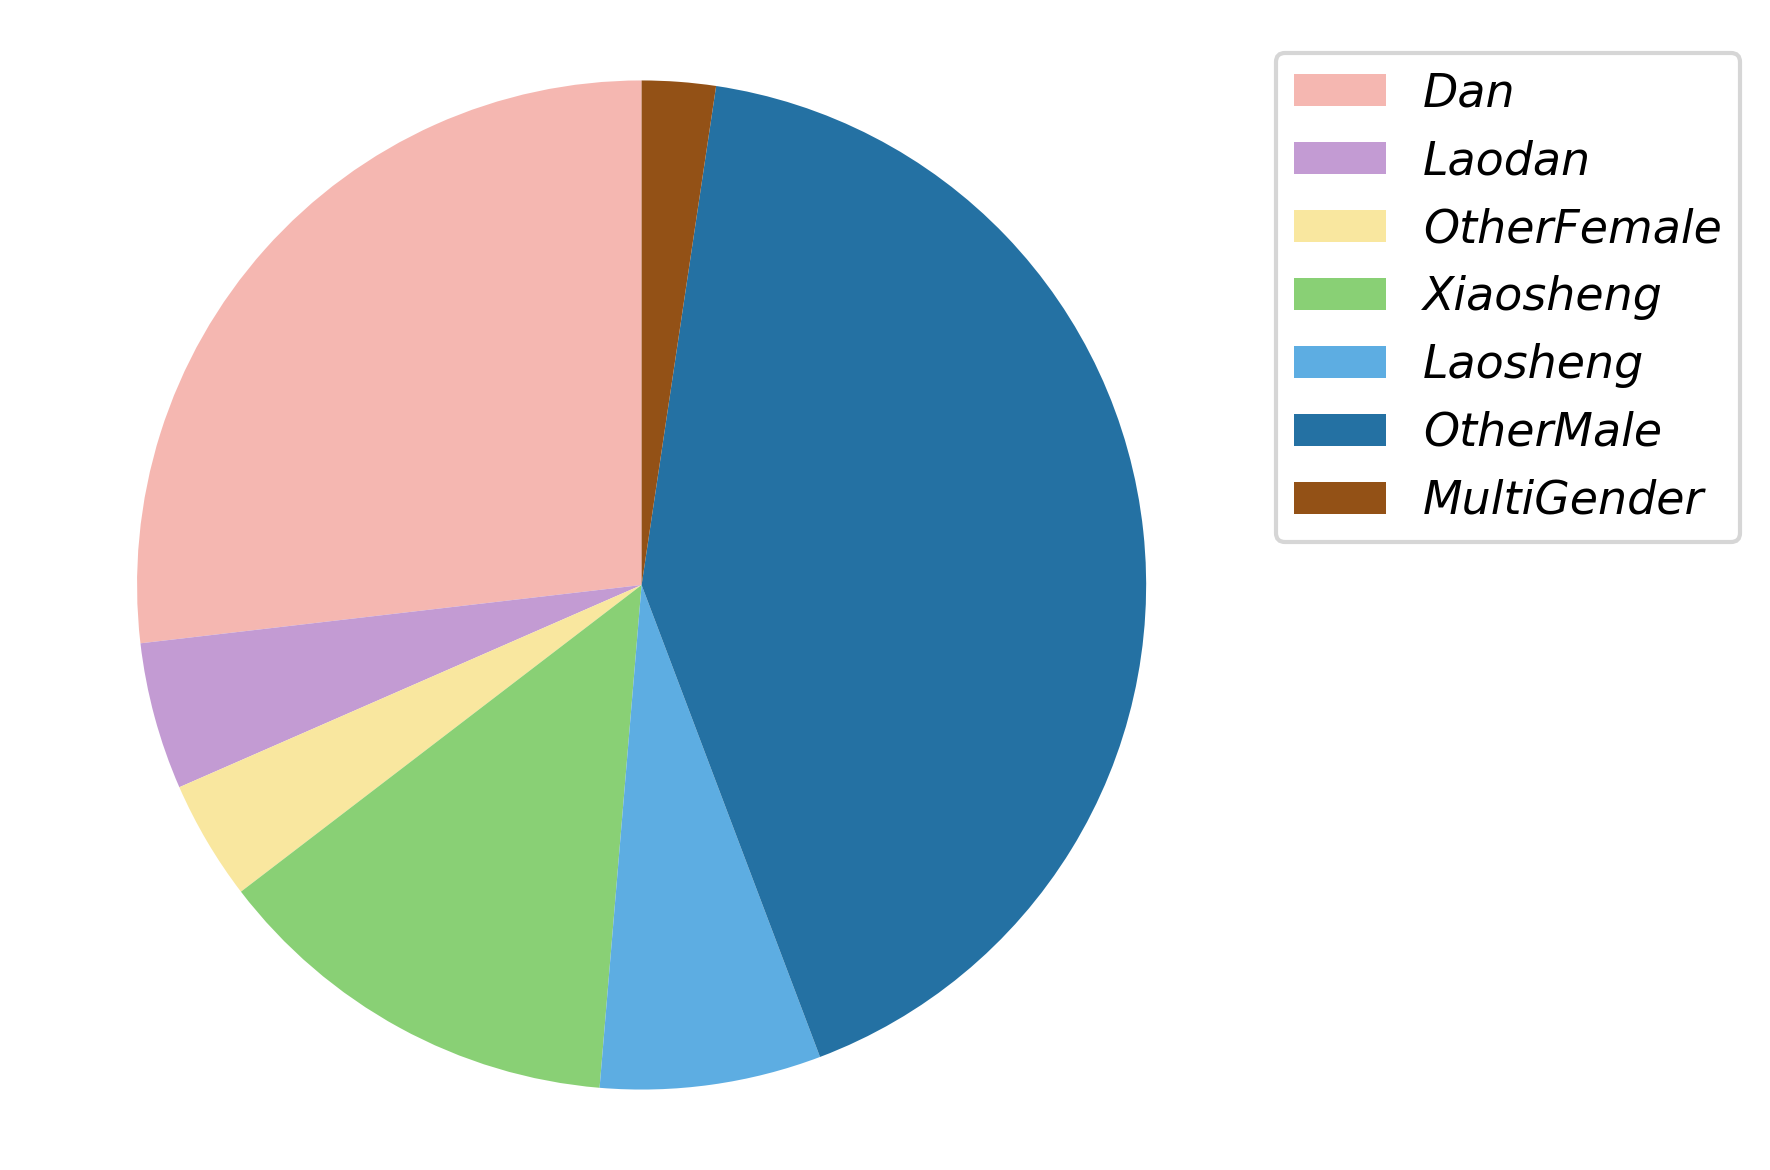 Dan
Laodan
OtherFemale
Xiaosheng
Laosheng
OtherMale
MultiGender